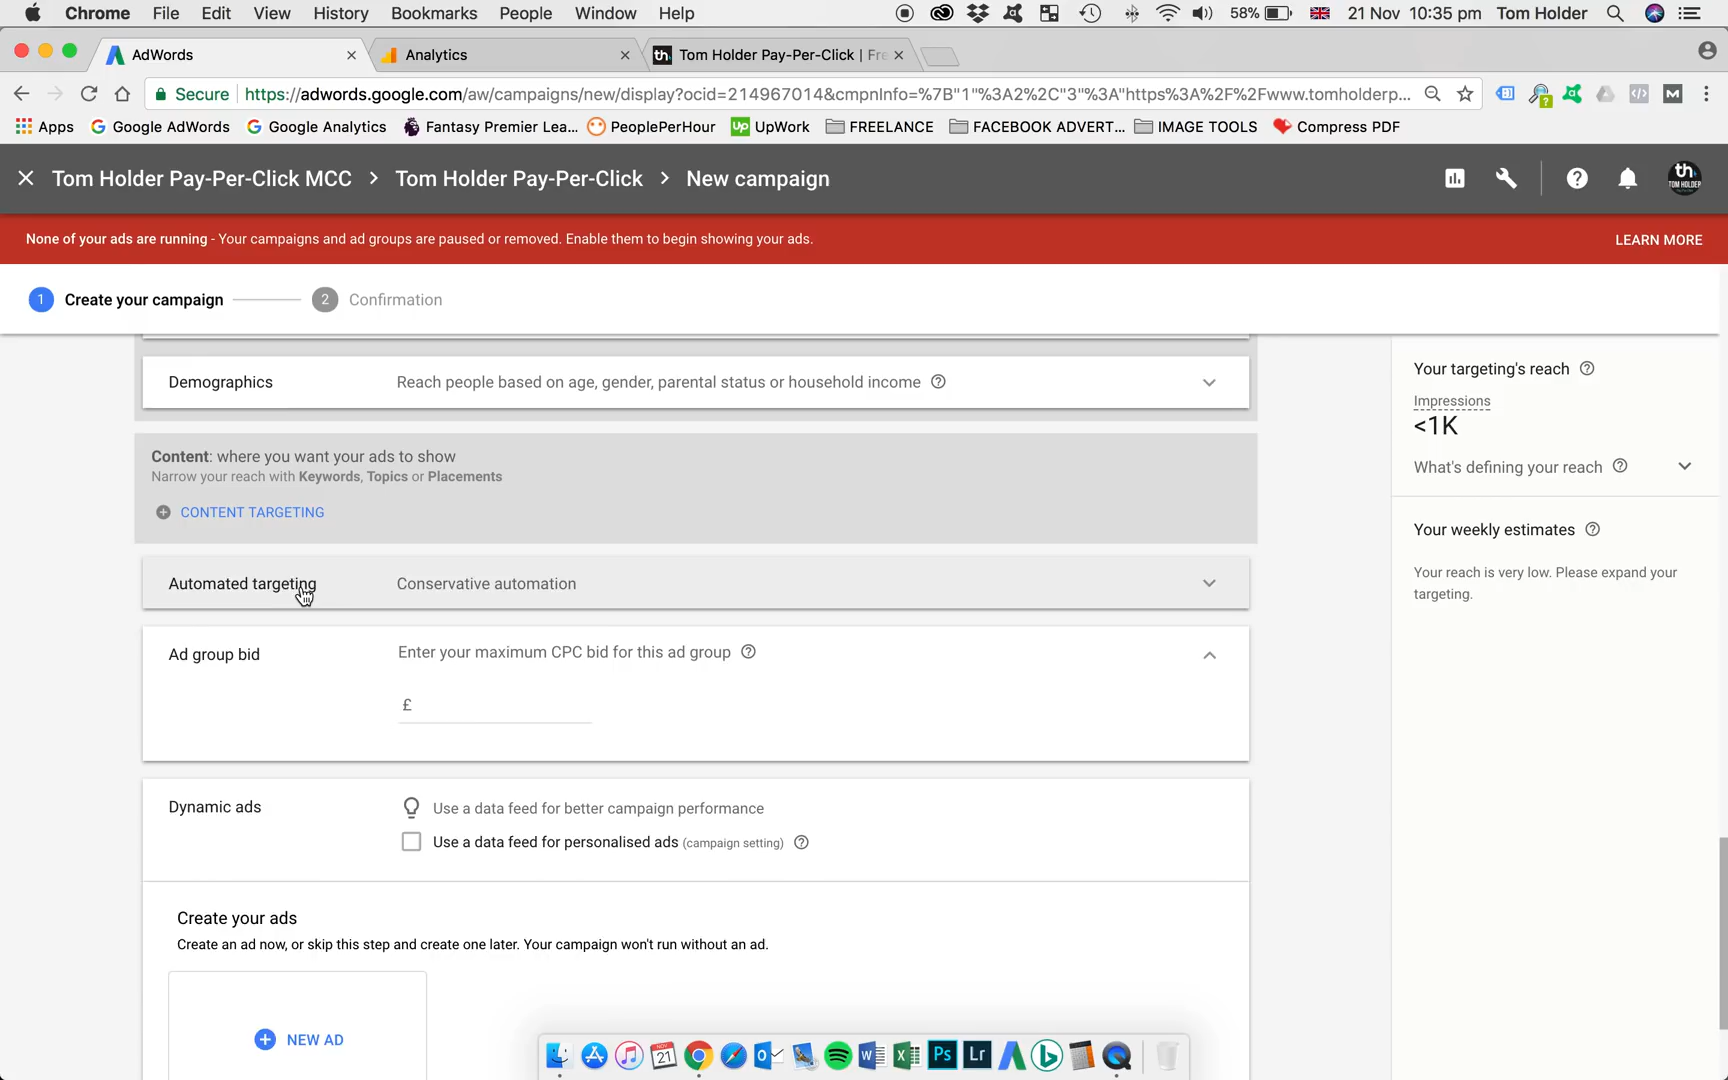 Chrome File Edit View History Bookmarks People Window Help 58% 21 Nov 10:35 pm Tom Holder
AdWords Analytics th. Tom Holder Pay-Per-Click | Fre
Secure https://adwords.google.com/aw/campaigns/new/display?ocid=214967014&cmpnInfo=%7B"1"%3A2%2C"3"%3A"https%3A%2F%2Fwww.tomholderp...
Apps Google AdWords Google Analytics Fantasy Premier Lea... PeoplePerHour Up UpWork FREELANCE FACEBOOK ADVERT... IMAGE TOOLS Compress PDF
Tom Holder Pay-Per-Click MCC > Tom Holder Pay-Per-Click > New campaign
th
TOM HOLDER
None of your ads are running - Your campaigns and ad groups are paused or removed. Enable them to begin showing your ads. LEARN MORE
1 Create your campaign 2 Confirmation
Demographics Reach people based on age, gender, parental status or household income
Content: where you want your ads to show
Narrow your reach with Keywords, Topics or Placements
CONTENT TARGETING
Automated targeting Conservative automation
Ad group bid Enter your maximum CPC bid for this ad group
£
Dynamic ads Use a data feed for better campaign performance
Use a data feed for personalised ads (campaign setting)
Create your ads
Create an ad now, or skip this step and create one later. Your campaign won't run without an ad.
NEW AD
Your targeting's reach
Impressions
<1K
What's defining your reach
Your weekly estimates
Your reach is very low. Please expand your
targeting.
NOV
21
Ps Lr